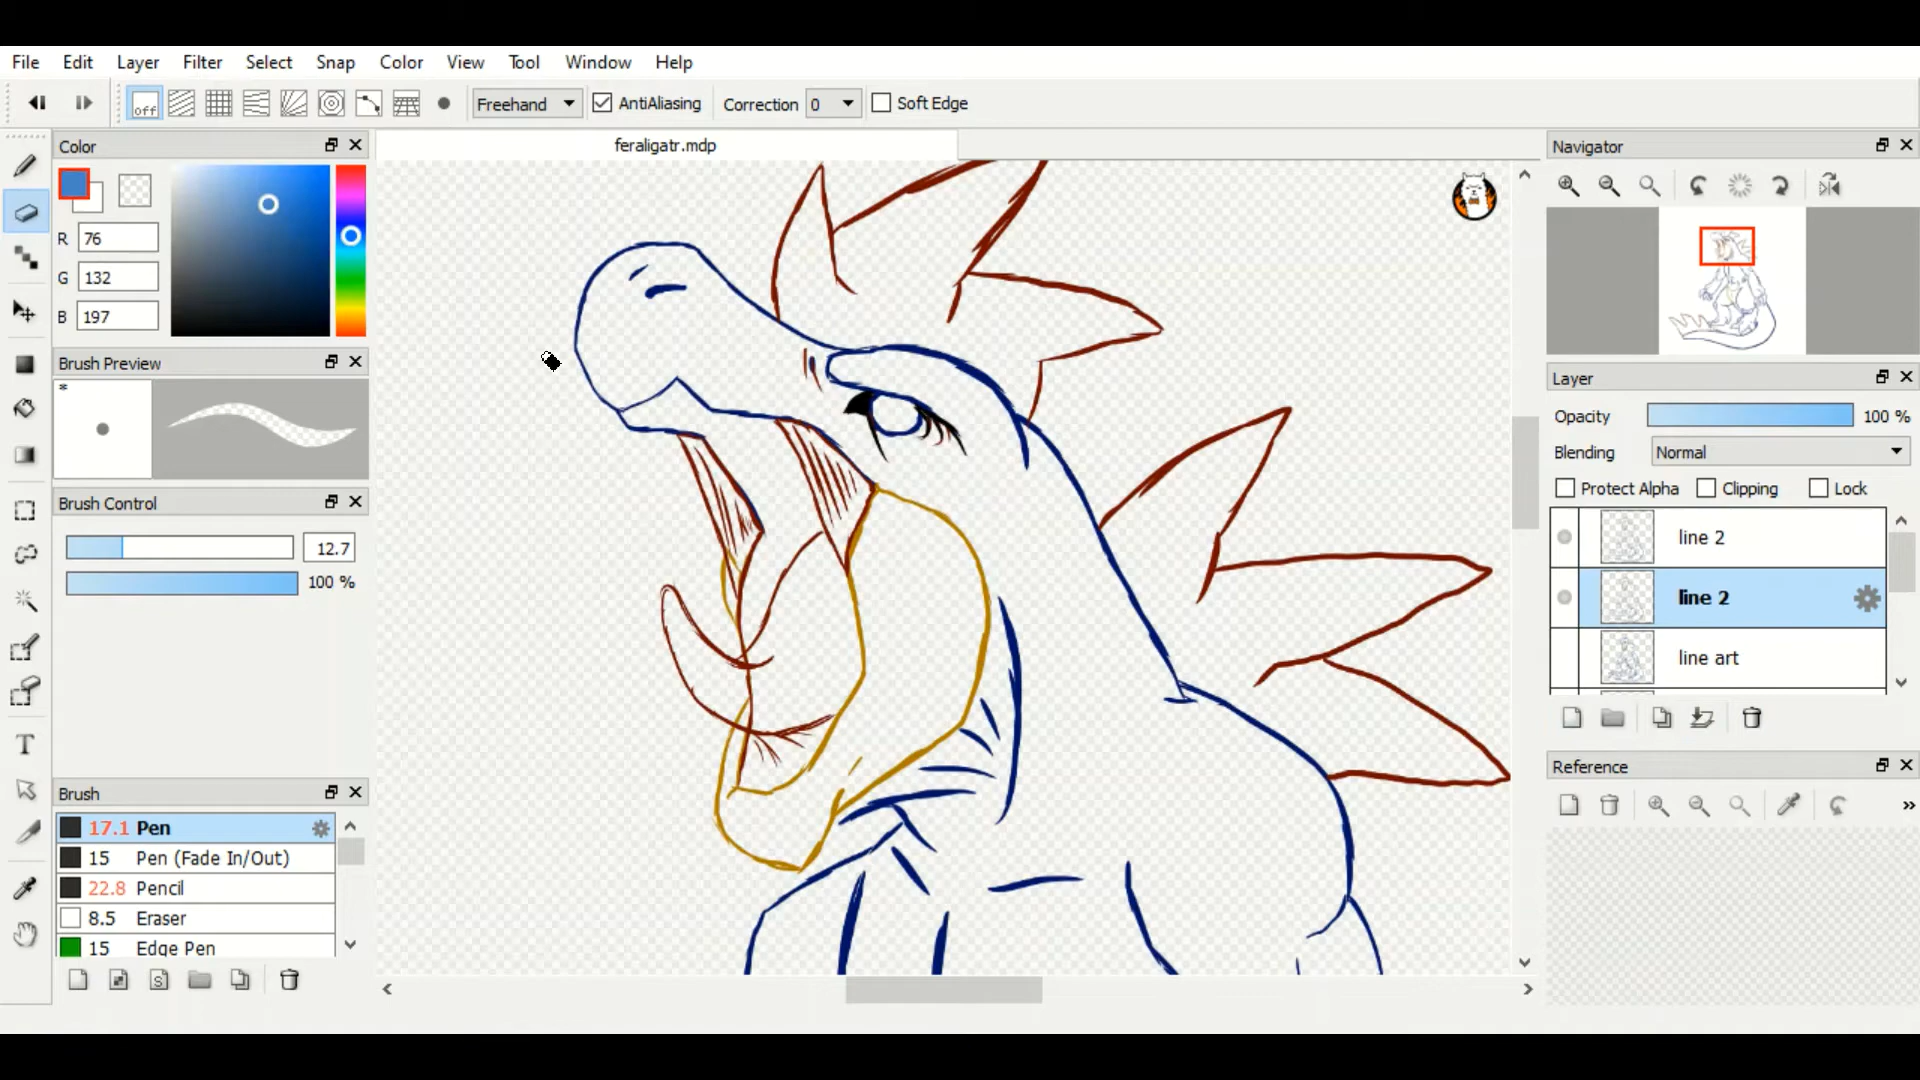 File Edit Layer Filter Select Snap Color View Tool Window Help
off Freehand AntiAliasing Correction 0 Soft Edge
Color
feraligatr.mdp
Navigator
R 76
G 132
B 197
Brush Preview
*
Layer
Opacity 100 %
Blending Normal
Protect Alpha Clipping Lock
Brush Control
12.7
100 %
line 2
line 2
line art
T
Reference
Brush
17.1 Pen
15 Pen (Fade In/Out)
22.8 Pencil
8.5 Eraser
15 Edge Pen
S